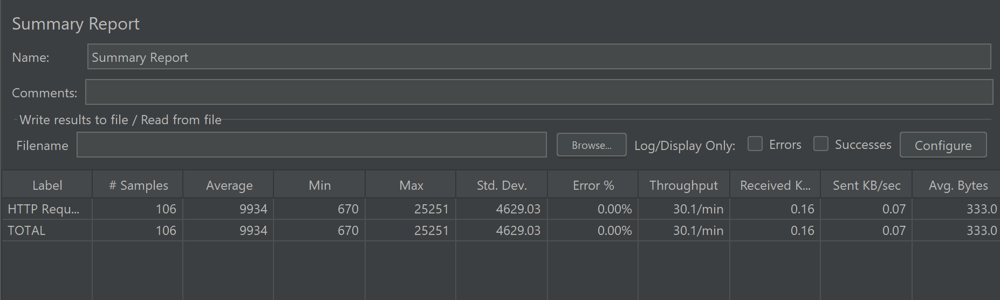 Summary Report
Name: Summary Report
Comments:
Write results to file / Read from file
Filename Browse... Log/Display Only: Errors Successes Configure
Label # Samples Average Min Max Std. Dev. Error % Throughput Received K... Sent KB/sec Avg. Bytes
HTTP Requ... 106 9934 670 25251 4629.03 0.00% 30.1/min 0.16 0.07 333.0
TOTAL 106 9934 670 25251 4629.03 0.00% 30.1/min 0.16 0.07 333.0